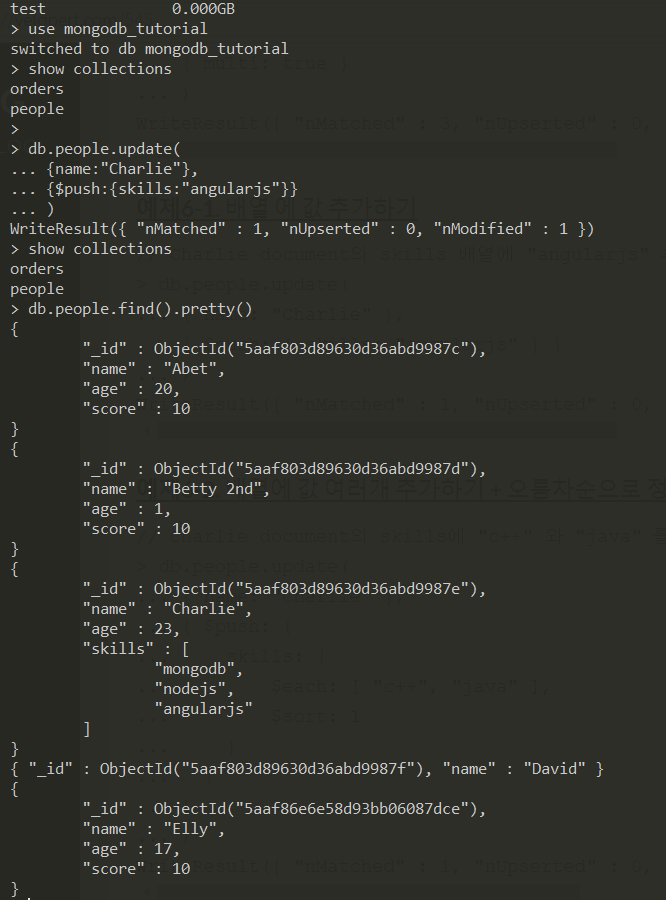 test              0.000GB
> use mongodb_tutorial
switched to db mongodb_tutorial
> show collections
orders
people
>
> db.people.update(
... {name:"Charlie"},
... {$push:{skills:"angularjs"}}
... )
WriteResult({ "nMatched" : 1, "nUpserted" : 0, "nModified" : 1 })
> show collections
orders
people
> db.people.find().pretty()
{
        "_id" : ObjectId("5aaf803d89630d36abd9987c"),
        "name" : "Abet",
        "age" : 20,
        "score" : 10
}
{
        "_id" : ObjectId("5aaf803d89630d36abd9987d"),
        "name" : "Betty 2nd",
        "age" : 1,
        "score" : 10
}
{
        "_id" : ObjectId("5aaf803d89630d36abd9987e"),
        "name" : "Charlie",
        "age" : 23,
        "skills" : [
                "mongodb",
                "nodejs",
                "angularjs"
        ]
}
{ "_id" : ObjectId("5aaf803d89630d36abd9987f"), "name" : "David" }
{
        "_id" : ObjectId("5aaf86e6e58d93bb06087dce"),
        "name" : "Elly",
        "age" : 17,
        "score" : 10
}